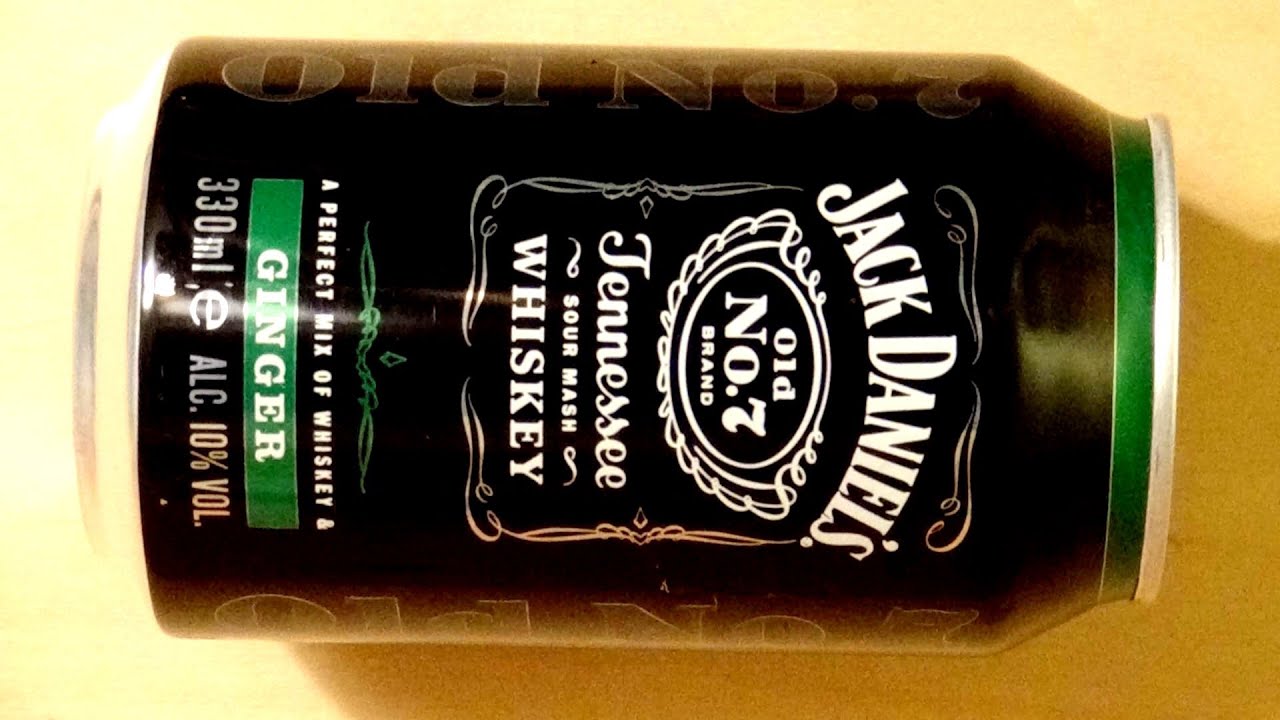 JACK DANIEL'S®
Old
No.7
BRAND
Tennessee
SOUR MASH
WHISKEY
A PERFECT MIX OF WHISKEY &
GINGER
330ml ℮ ALC. 10% VOL.
Old No.7
Old No.7